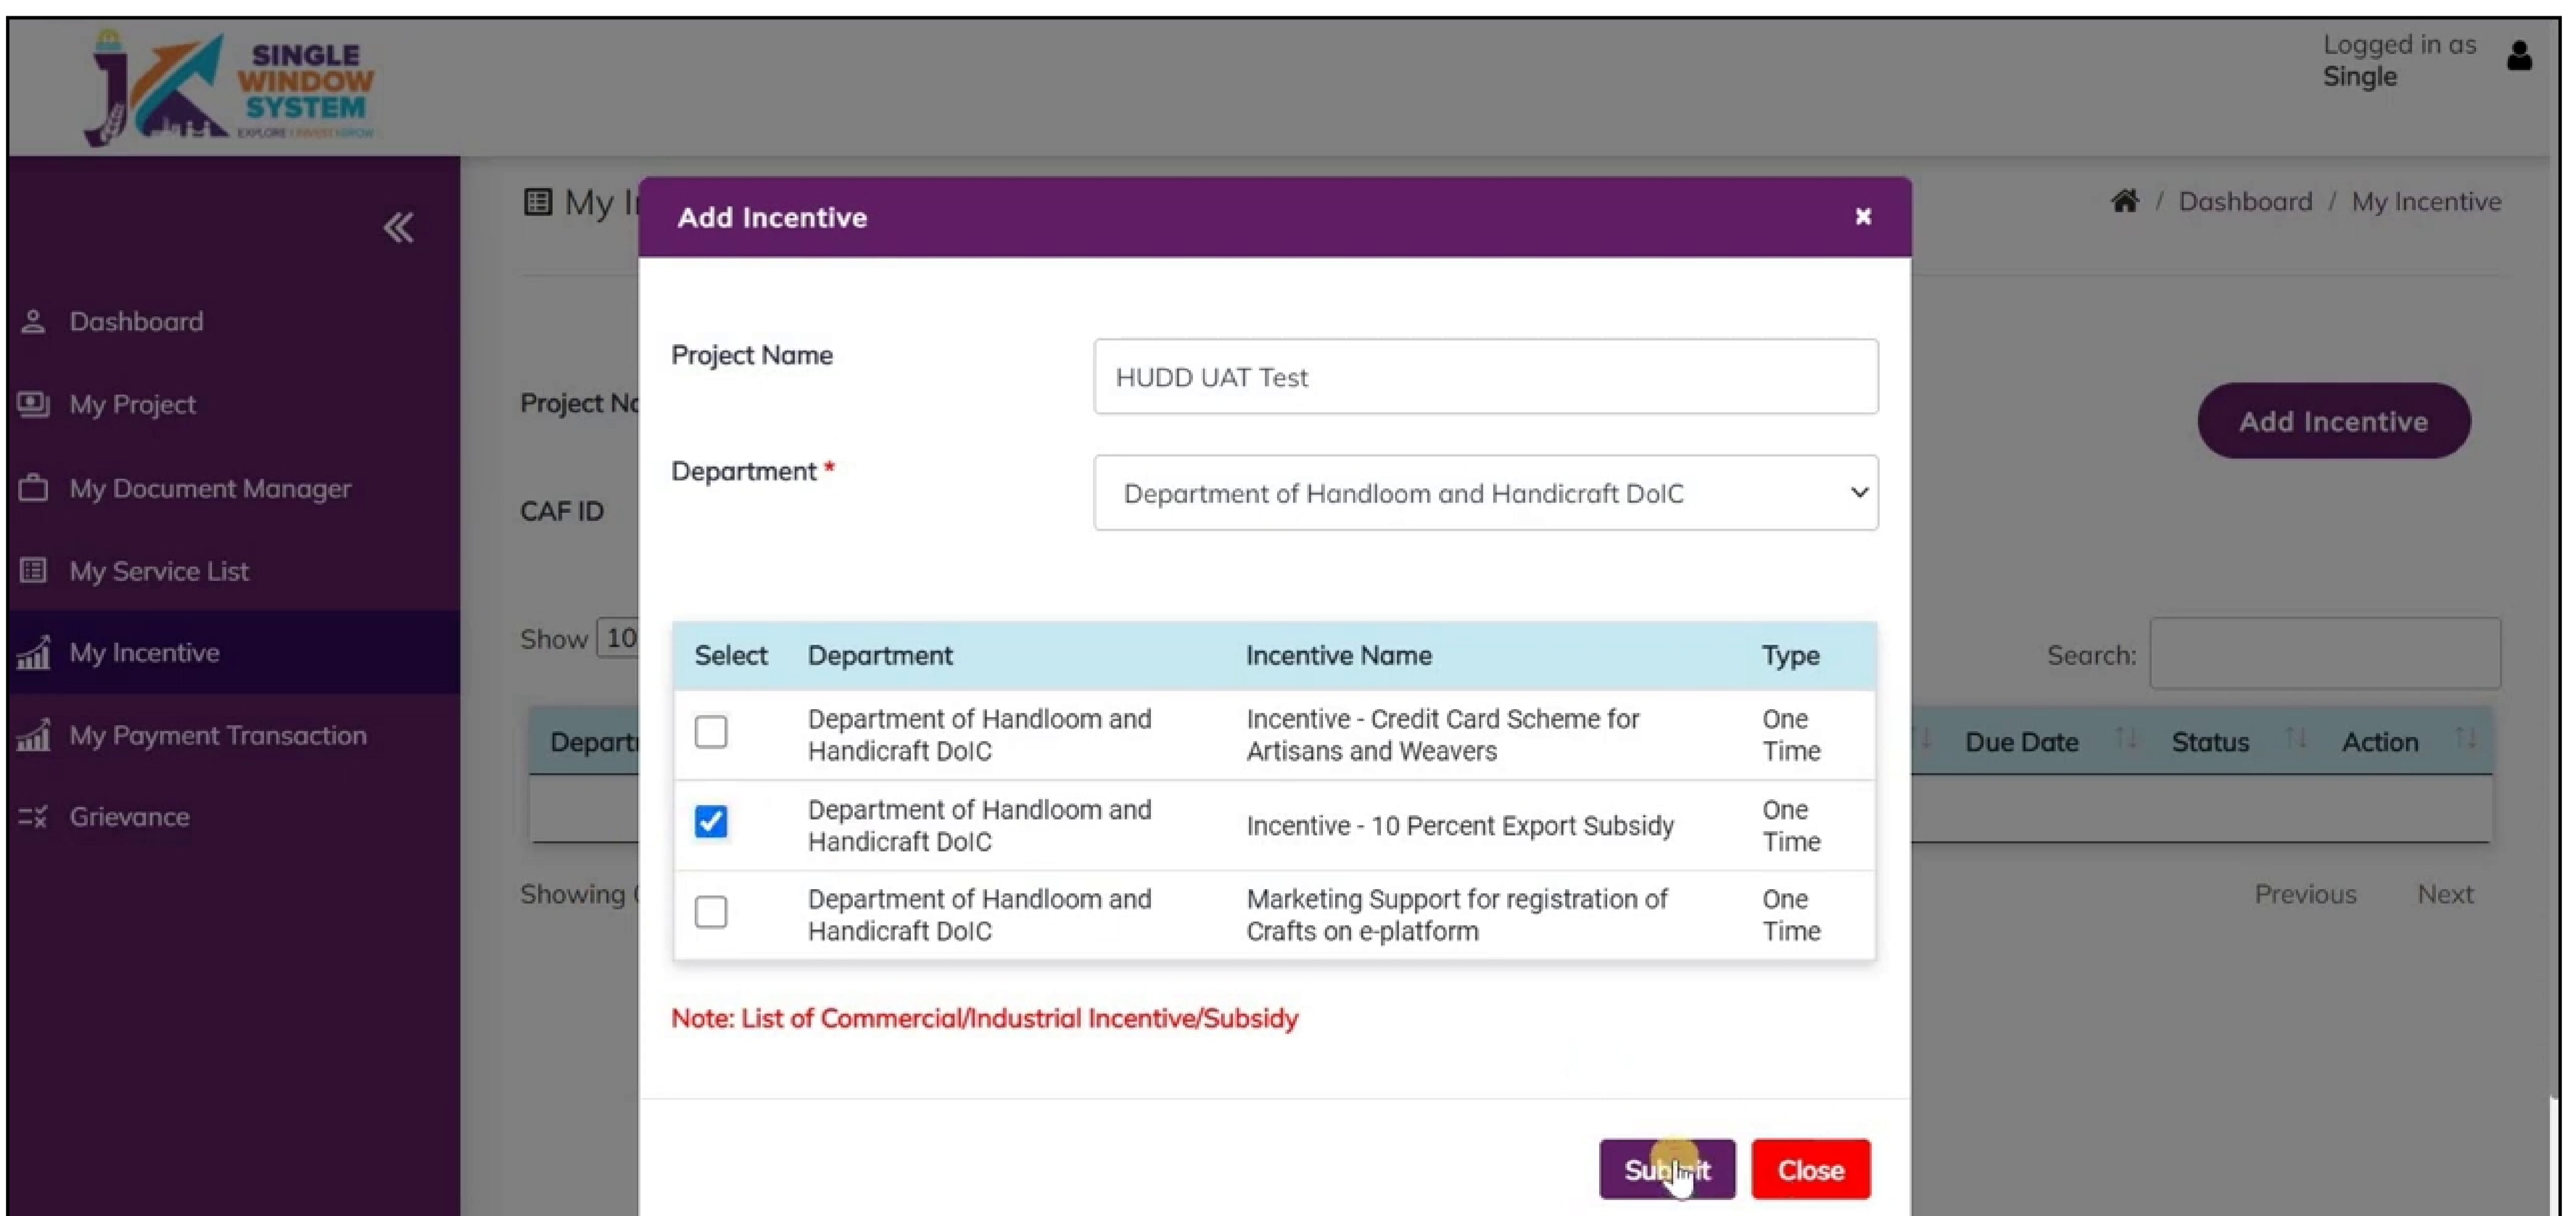 SINGLE
WINDOW
SYSTEM
EXPLORE INVEST GROW
Logged in as
Single
Dashboard
My Project
My Document Manager
My Service List
My Incentive
My Payment Transaction
Grievance
/ Dashboard / My Incentive
CAF ID
Show 10
Search:
Add Incentive
Due Date Status Action
Showing
Previous Next
Add Incentive
Project Name
HUDD UAT Test
Department *
Department of Handloom and Handicraft DoIC
Select Department Incentive Name Type
Department of Handloom and
Handicraft DoIC
Incentive - Credit Card Scheme for
Artisans and Weavers
One
Time
Department of Handloom and
Handicraft DoIC
Incentive - 10 Percent Export Subsidy
One
Time
Department of Handloom and
Handicraft DoIC
Marketing Support for registration of
Crafts on e-platform
One
Time
Note: List of Commercial/Industrial Incentive/Subsidy
Submit Close